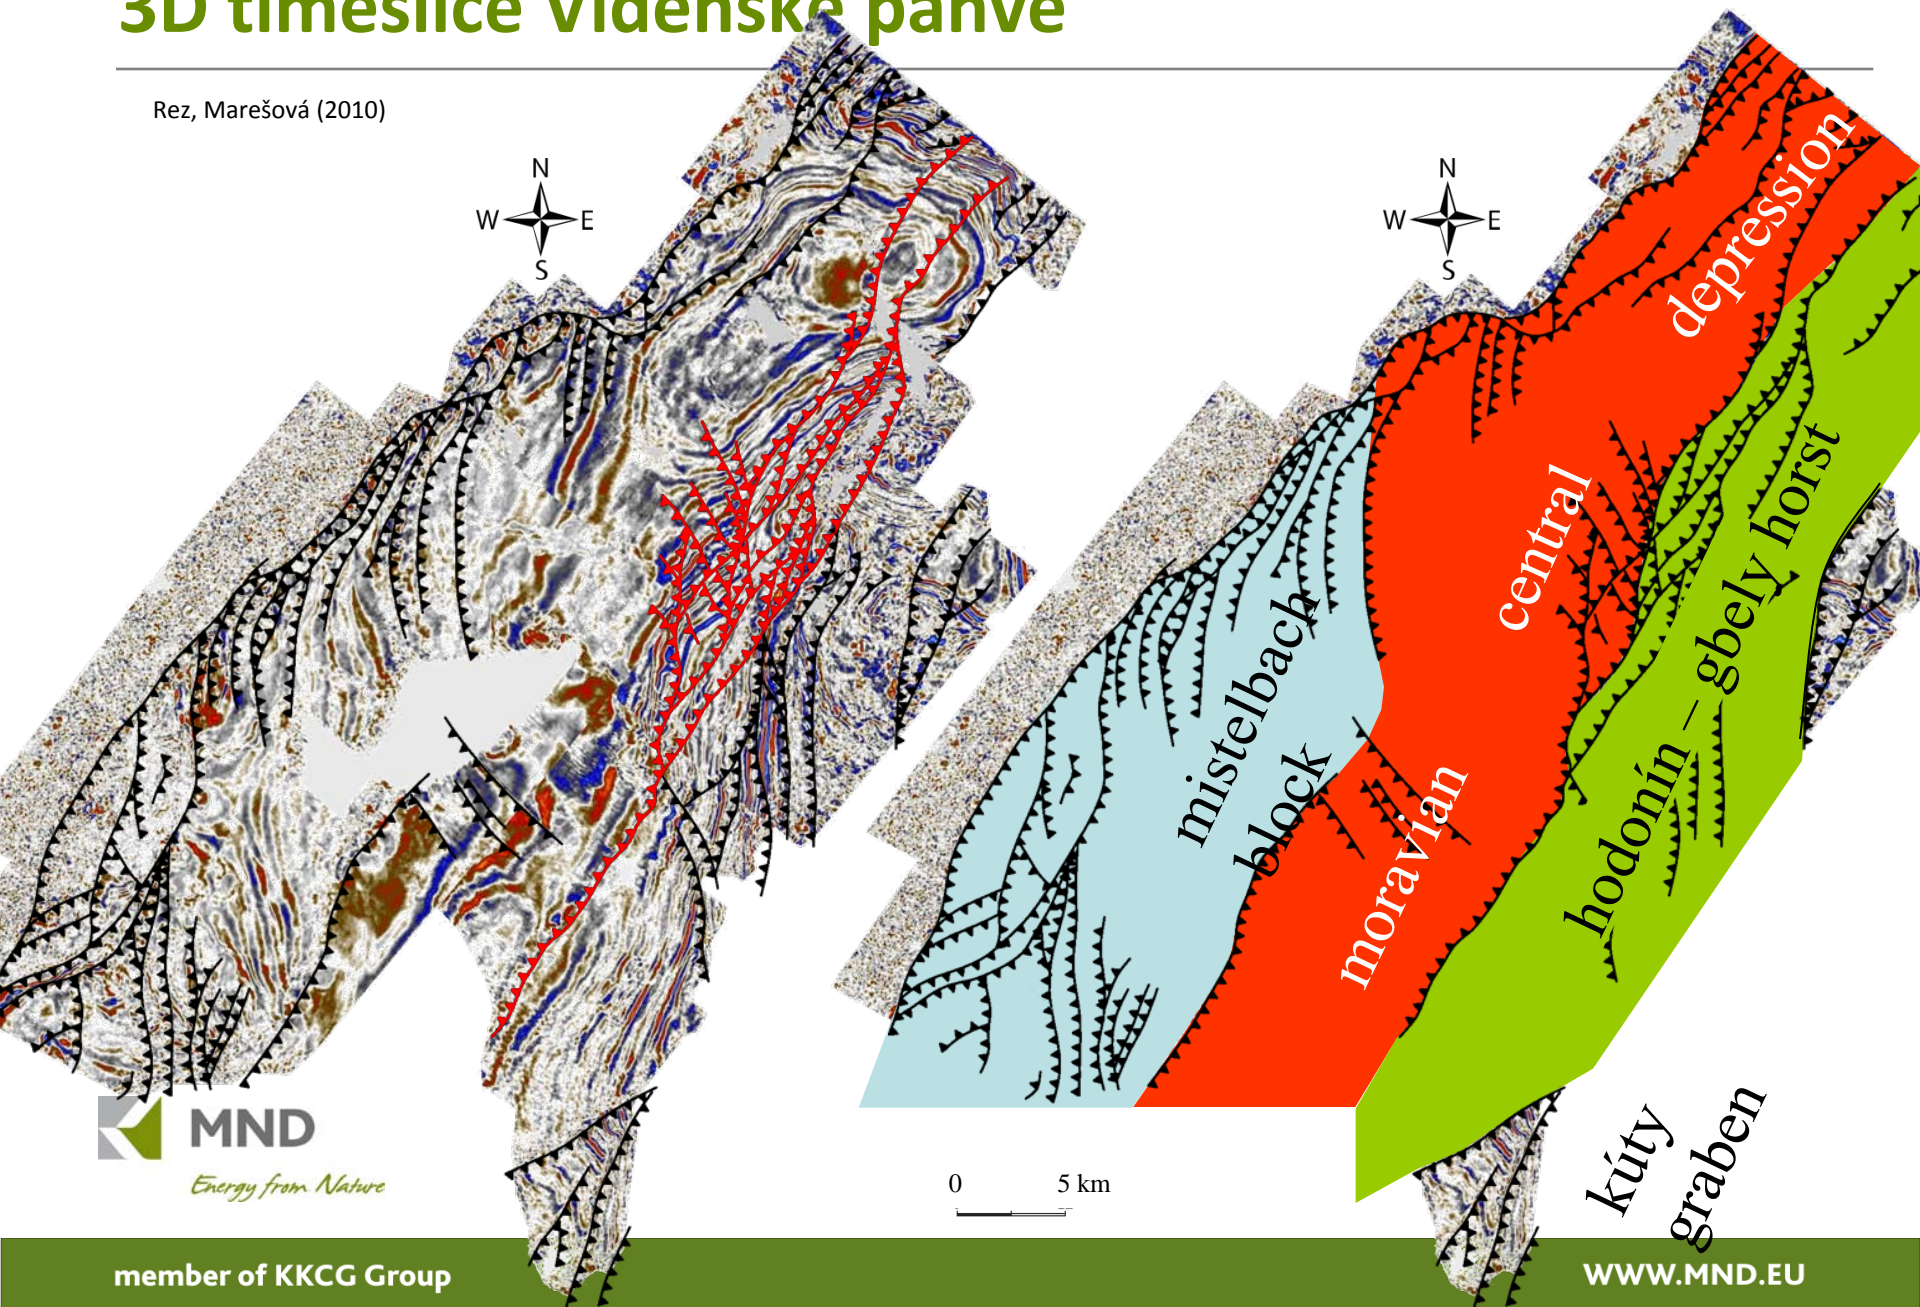 3D timeslice Vídeňské pánve
Rez, Marešová (2010)
N
W E
S
N
W E
S
depression
central
moravian
mistelbach
block
hodonín – gbely horst
kúty
graben
0 5 km
MND
Energy from Nature
member of KKCG Group
WWW.MND.EU